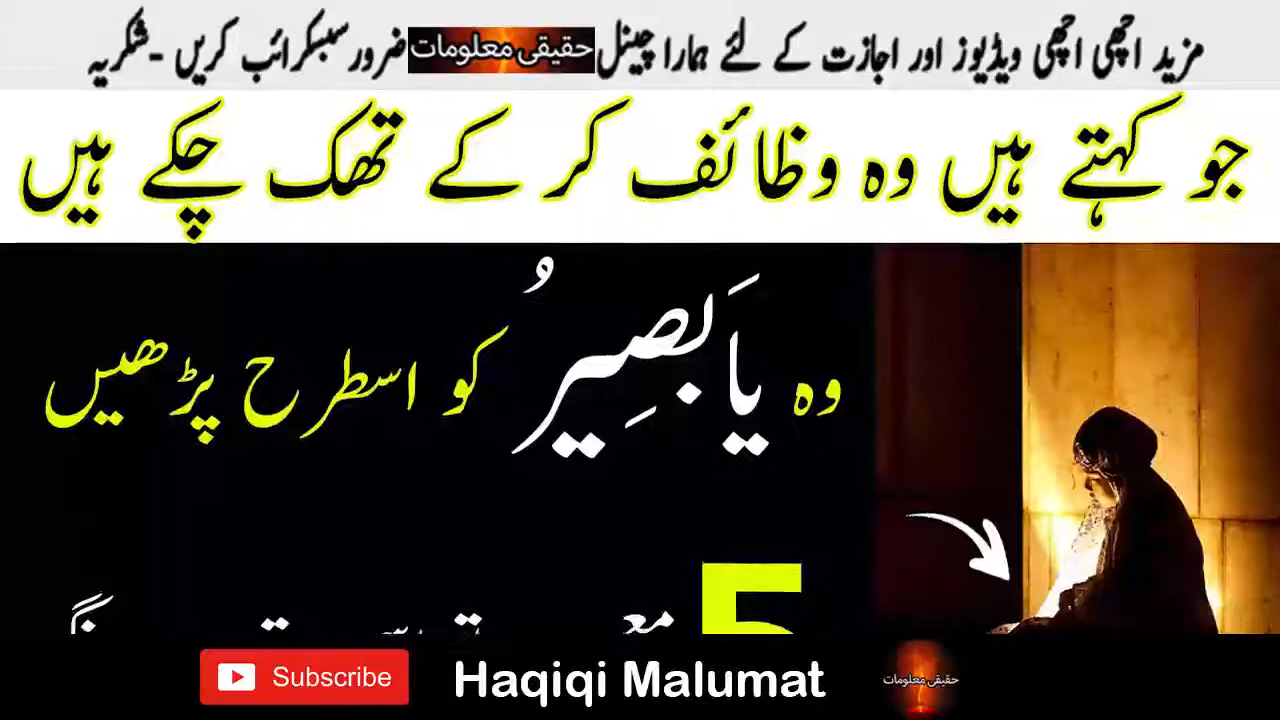 مزید اچھی اچھی ویڈیوز اور اجازت کے لئے ہمارا چینل حقیقی معلومات ضرور سبسکرائب کریں -شکریہ
جو کہتے ہیں وہ وظائف کر کے تھک چکے ہیں
وہ یَا بَصِیرُ کو اسطرح پڑھیں
5
Subscribe Haqiqi Malumat حقیقی معلومات